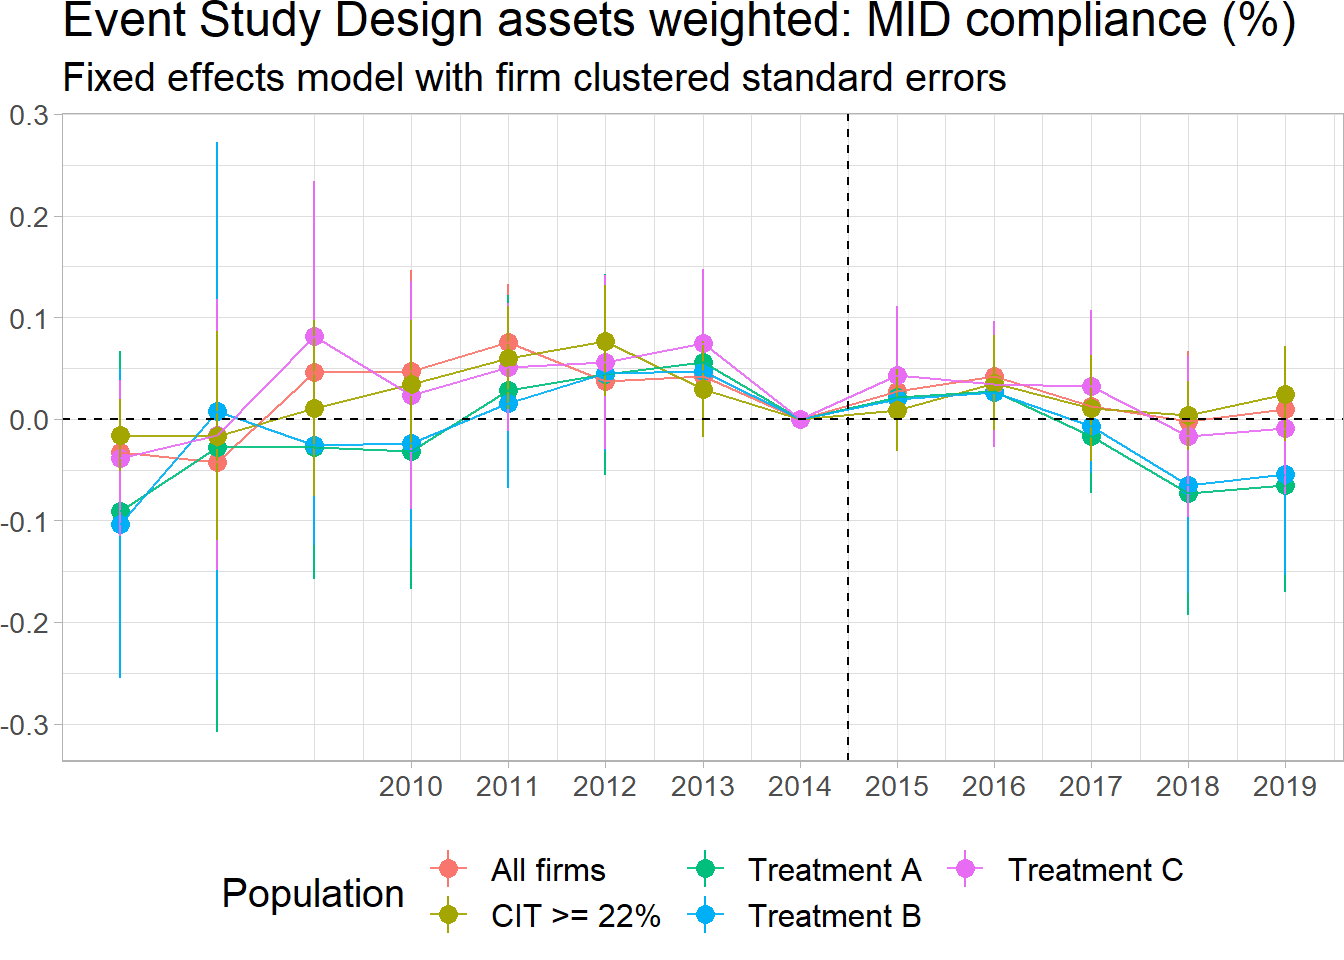 Event Study Design assets weighted: MID compliance (%)
Fixed effects model with firm clustered standard errors
0.3
0.2
0.1
0.0
-0.1
-0.2
-0.3
2010 2011 2012 2013 2014 2015 2016 2017 2018 2019
Population
All firms
CIT >= 22%
Treatment A
Treatment B
Treatment C